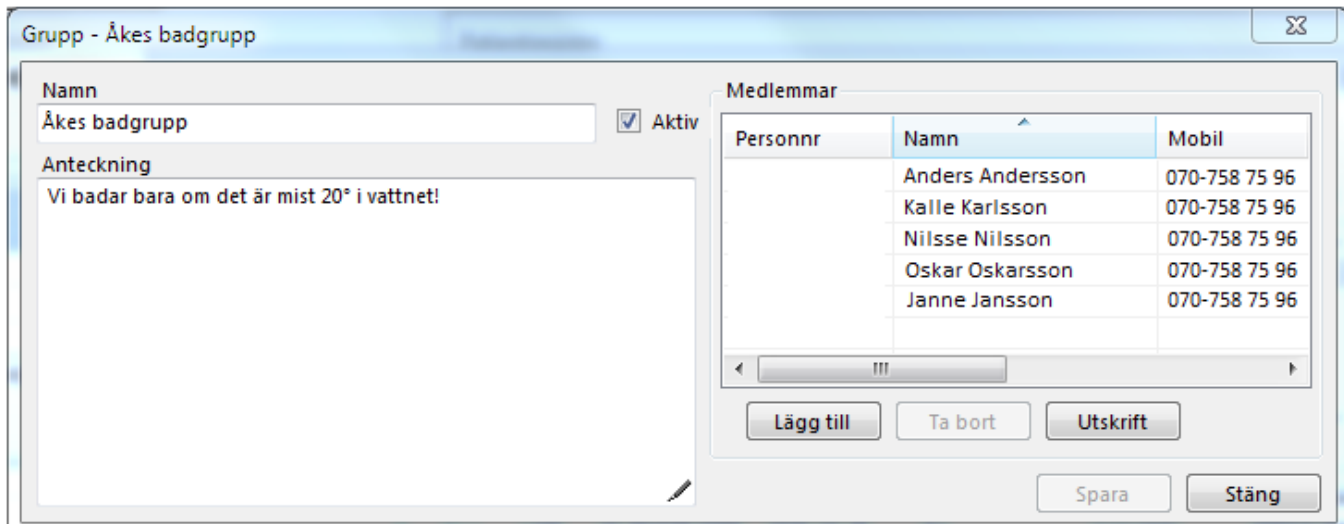 Grupp - Åkes badgrupp
Namn
Åkes badgrupp
Aktiv
Anteckning
Vi badar bara om det är mist 20° i vattnet!
Medlemmar
Personnr Namn Mobil
Anders Andersson 070-758 75 96
Kalle Karlsson 070-758 75 96
Nilsse Nilsson 070-758 75 96
Oskar Oskarsson 070-758 75 96
Janne Jansson 070-758 75 96
Lägg till Ta bort Utskrift
Spara Stäng